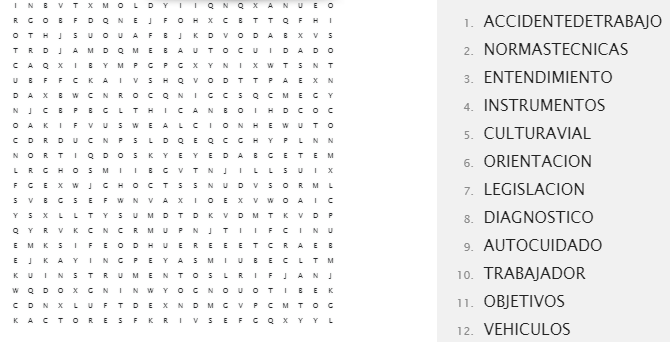 I N B V T X M O L D Y I I Q N Q X A N U E O
R G O B F D Q N E J F O H X C B T T Q F H I
O T H J S U O U A F B J K D V O D A B X V S
T R D J A M D Q M E B A U T O C U I D A D O
C A Q X I B Y M P G P G X Y N I X W T S N T
U B F F C K A I V S H Q V O D T T P A E X N
D A X B W C N R O C Q N I G C S Q C M E G Y
N J C B P B G L T H I C A N B O I H D C O C
O A K I F V U S W E A L C I O N H E W U T O
C D R D U C N P S L D Q E Q C G H Y P L N N
N O R T I Q D O S K Y E Y E D A B G E T E M
L R G H O S M I I B G V T N J I L L S U I X
F G E X W J G H O C T S S N U D V S O R M L
S V B G S E F W N V A X I O E X V W O A I C
Y S X L L T Y S U M D T D K V D M T K V D P
Q Y R V K C N C R M U P N J T I I F C I N U
E M K S I F E O D H U E R E E E T C R A E B
E J K A Y I N G P E Y A S M I U B E C L T M
K U I N S T R U M E N T O S L R I F J A N J
W Q D O X G N I N W Y O G N O U O T I B E K
C D N X L U F T D E X N D M G V P C M T O G
K A C T O R E S F K R I V S E F G Q X Y Y L
1. ACCIDENTEDETRABAJO
2. NORMASTECNICAS
3. ENTENDIMIENTO
4. INSTRUMENTOS
5. CULTURAVIAL
6. ORIENTACION
7. LEGISLACION
8. DIAGNOSTICO
9. AUTOCUIDADO
10. TRABAJADOR
11. OBJETIVOS
12. VEHICULOS